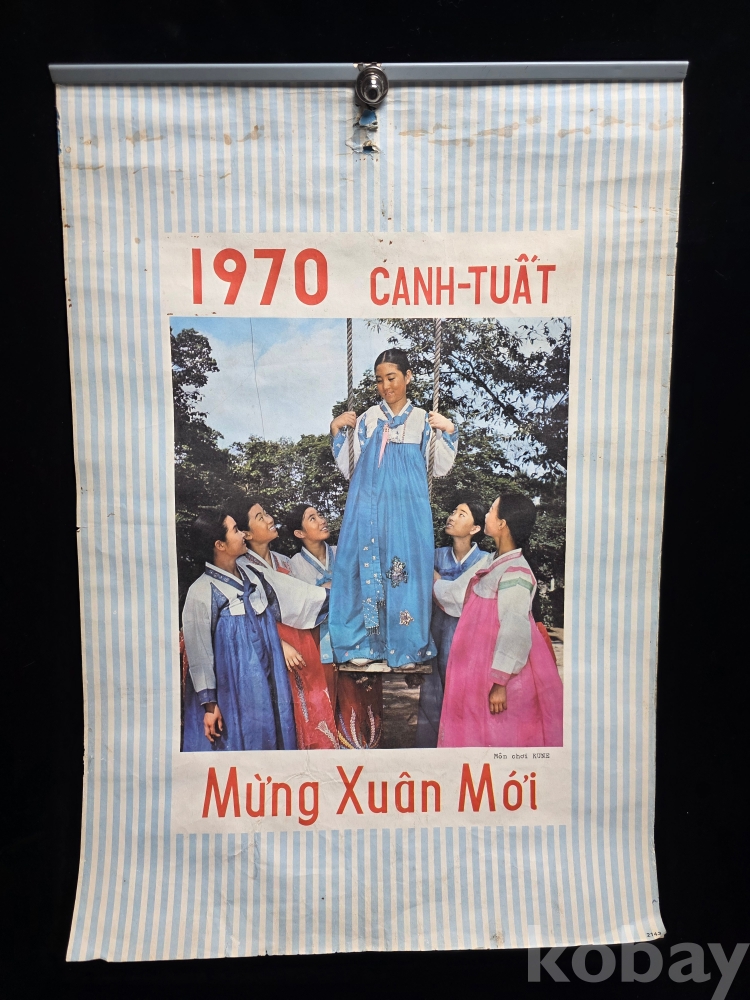 1970 CANH-TUẤT
Môn chơi KUNE
Mừng Xuân Mới
2143
kobay